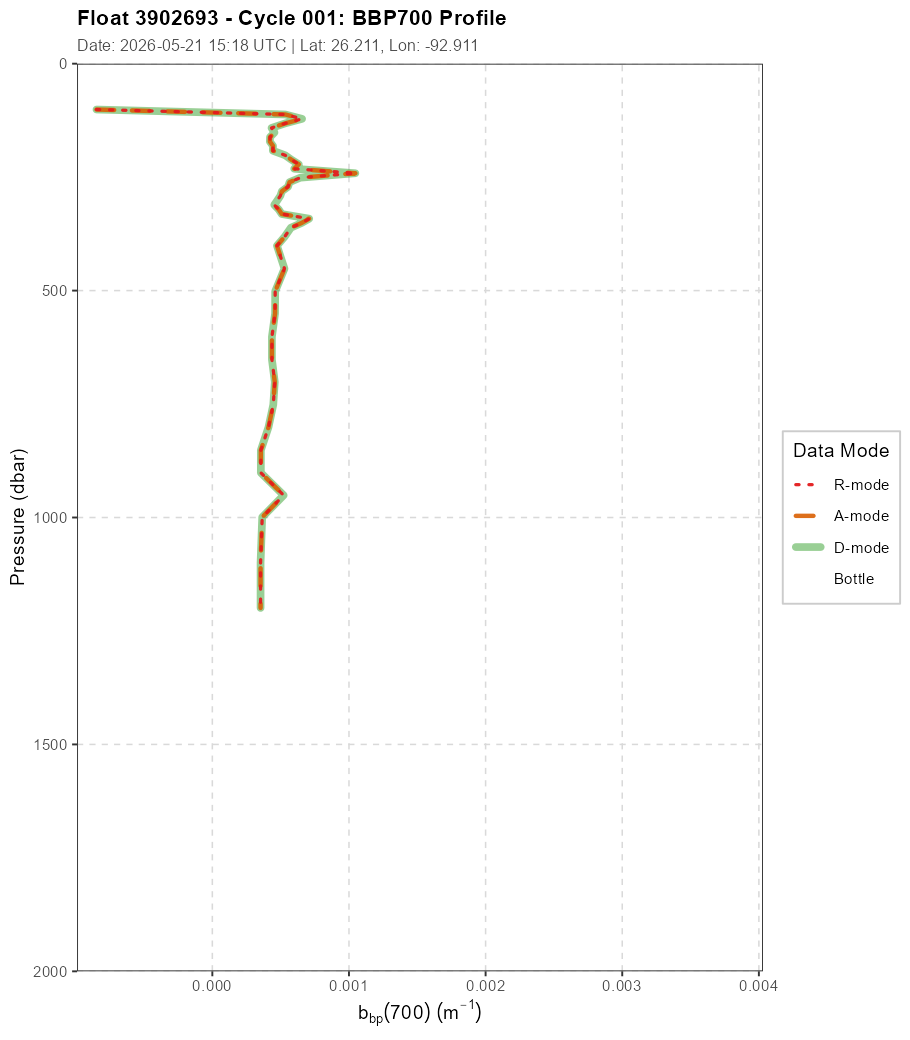 Float 3902693 - Cycle 001: BBP700 Profile
Date: 2026-05-21 15:18 UTC | Lat: 26.211, Lon: -92.911
0
500
1000
1500
2000
Pressure (dbar)
0.000 0.001 0.002 0.003 0.004
b_bp(700) (m⁻¹)
Data Mode
R-mode
A-mode
D-mode
Bottle